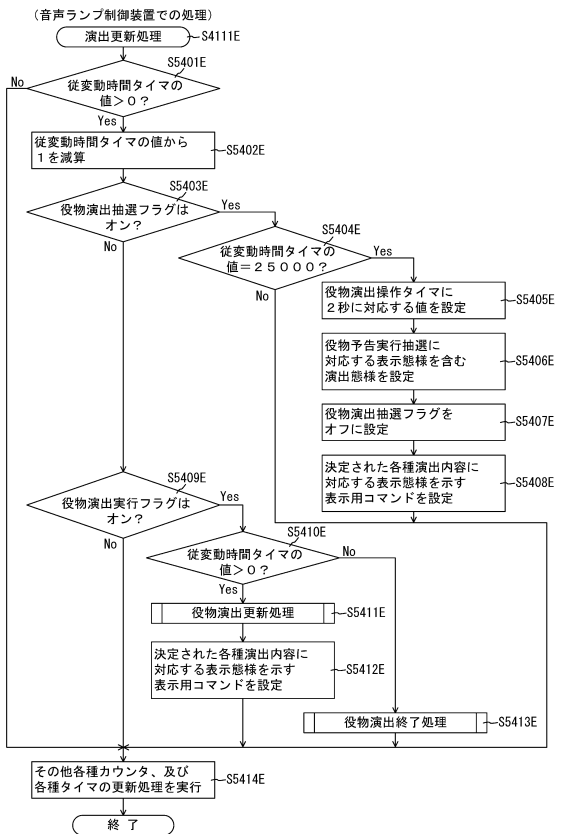 (音声ランプ制御装置での処理)
演出更新処理
S4111E
S5401E
従変動時間タイマの
値>0?
No
Yes
従変動時間タイマの値から
1を減算
S5402E
S5403E
役物演出抽選フラグは
オン?
Yes
No
S5404E
従変動時間タイマの
値=25000?
Yes
No
役物演出操作タイマに
2秒に対応する値を設定
S5405E
役物予告実行抽選に
対応する表示態様を含む
演出態様を設定
S5406E
役物演出抽選フラグを
オフに設定
S5407E
決定された各種演出内容に
対応する表示態様を示す
表示用コマンドを設定
S5408E
S5409E
役物演出実行フラグは
オン?
Yes
No
S5410E
従変動時間タイマの
値>0?
No
Yes
役物演出更新処理
S5411E
決定された各種演出内容に
対応する表示態様を示す
表示用コマンドを設定
S5412E
役物演出終了処理
S5413E
その他各種カウンタ、及び
各種タイマの更新処理を実行
S5414E
終 了